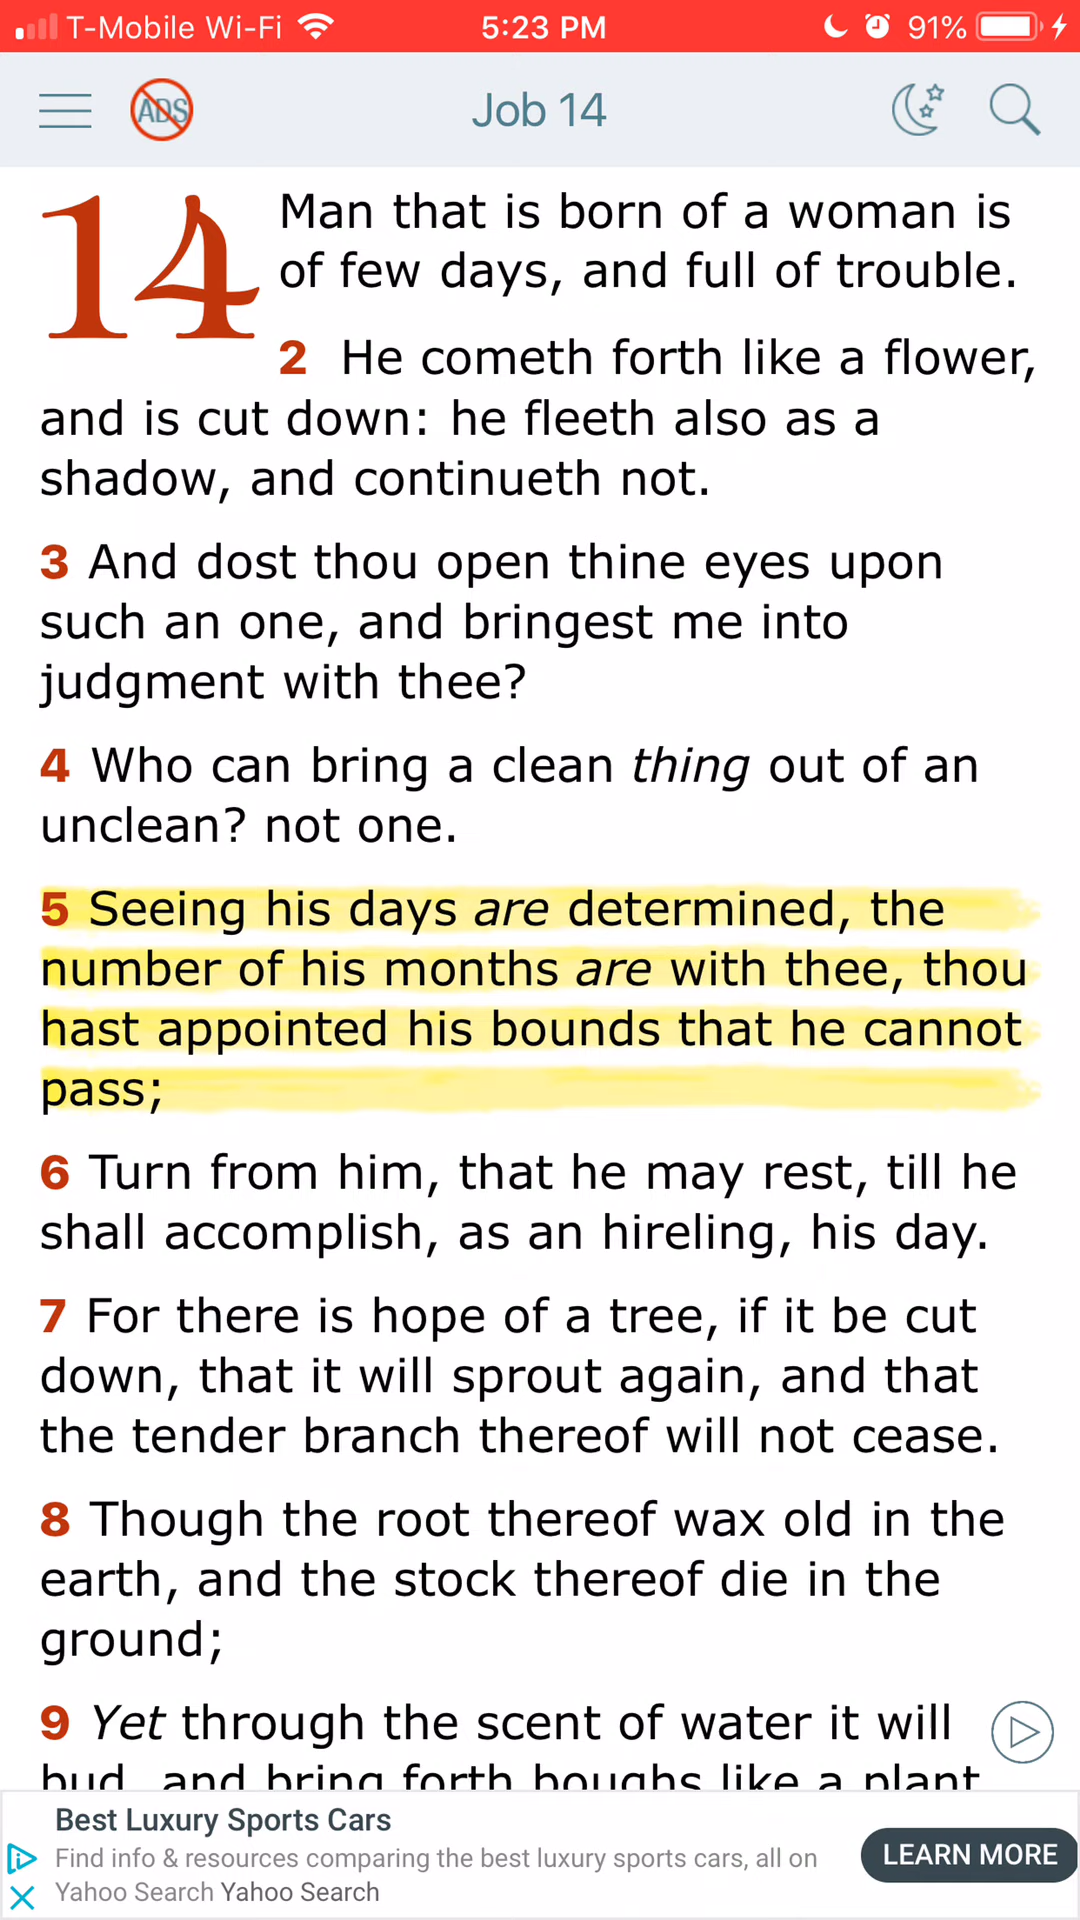 T-Mobile Wi-Fi 5:23 PM 91%
ADS Job 14
14 Man that is born of a woman is
of few days, and full of trouble.
2 He cometh forth like a flower,
and is cut down: he fleeth also as a
shadow, and continueth not.
3 And dost thou open thine eyes upon
such an one, and bringest me into
judgment with thee?
4 Who can bring a clean thing out of an
unclean? not one.
5 Seeing his days are determined, the
number of his months are with thee, thou
hast appointed his bounds that he cannot
pass;
6 Turn from him, that he may rest, till he
shall accomplish, as an hireling, his day.
7 For there is hope of a tree, if it be cut
down, that it will sprout again, and that
the tender branch thereof will not cease.
8 Though the root thereof wax old in the
earth, and the stock thereof die in the
ground;
9 Yet through the scent of water it will
bud, and bring forth boughs like a plant
Best Luxury Sports Cars
Find info & resources comparing the best luxury sports cars, all on
Yahoo Search Yahoo Search
LEARN MORE